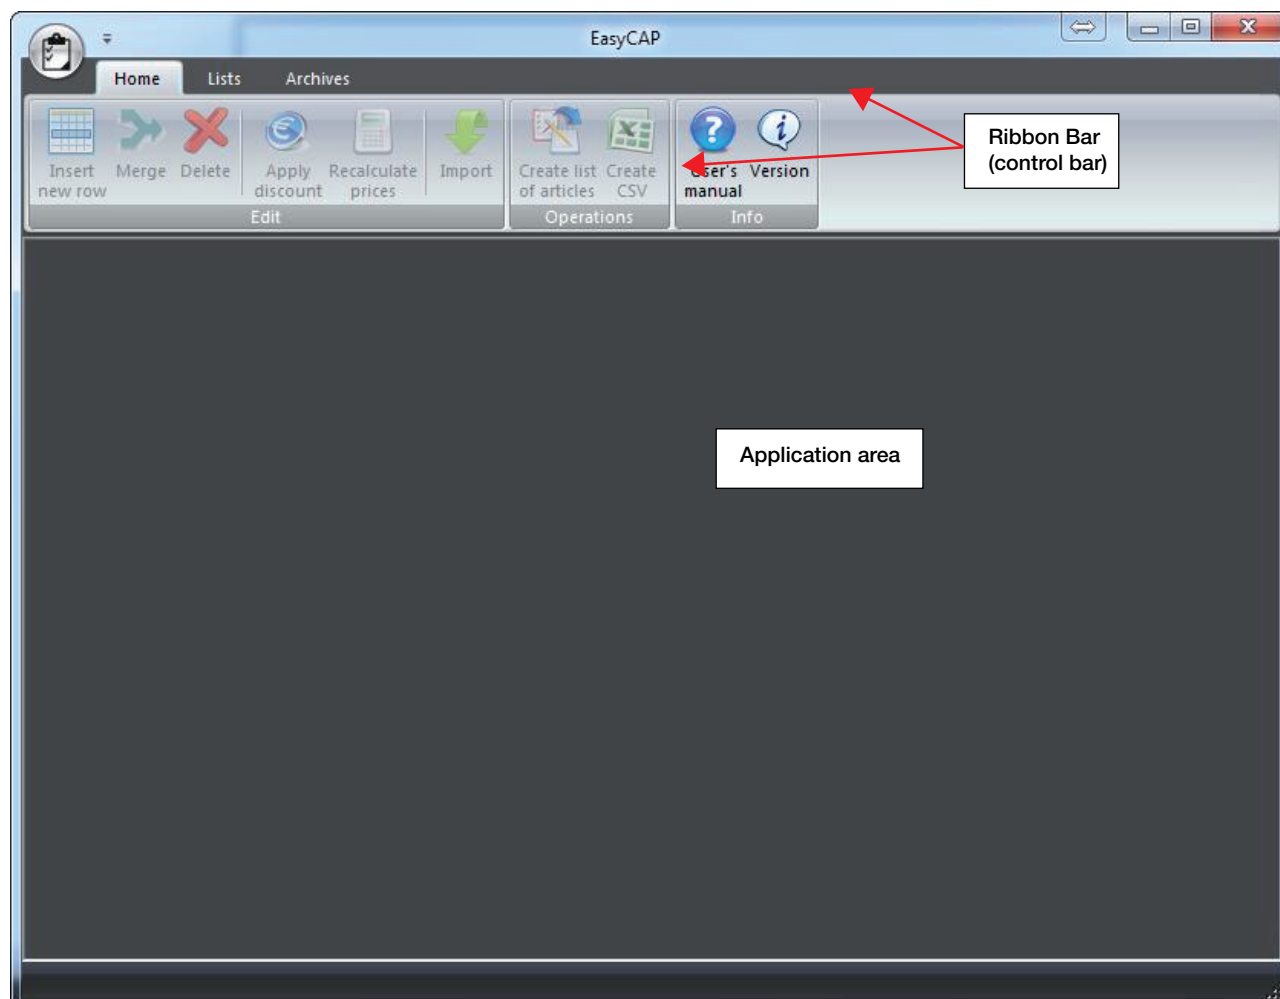 EasyCAP
Home Lists Archives
Insert
new row
Merge
Delete
Apply
discount
Recalculate
prices
Import
Edit
Create list
of articles
Create
CSV
Operations
User's
manual
Version
Info
Ribbon Bar
(control bar)
Application area